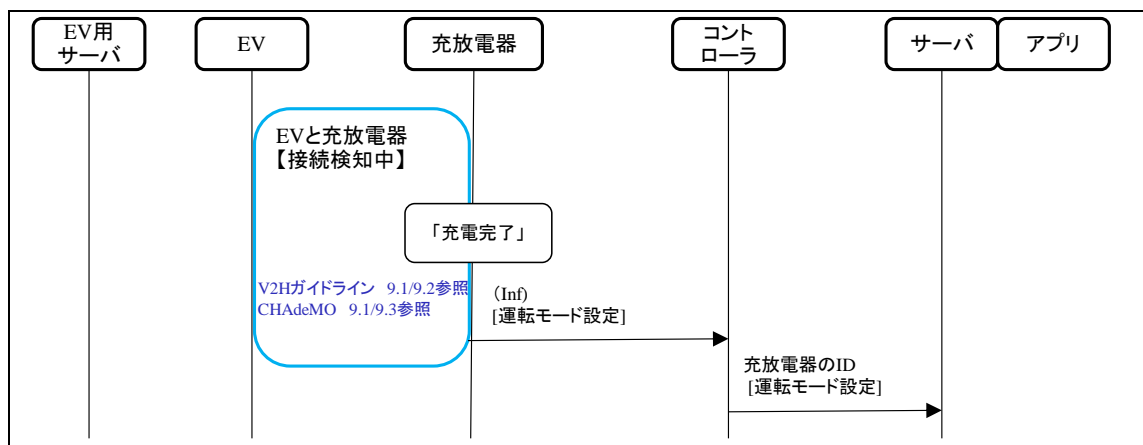 EV用
サーバ
EV
充放電器
コント
ローラ
サーバ
アプリ
EVと充放電器
【接続検知中】
「充電完了」
V2Hガイドライン 9.1/9.2参照
CHAdeMO 9.1/9.3参照
(Inf)
[運転モード設定]
充放電器のID
[運転モード設定]